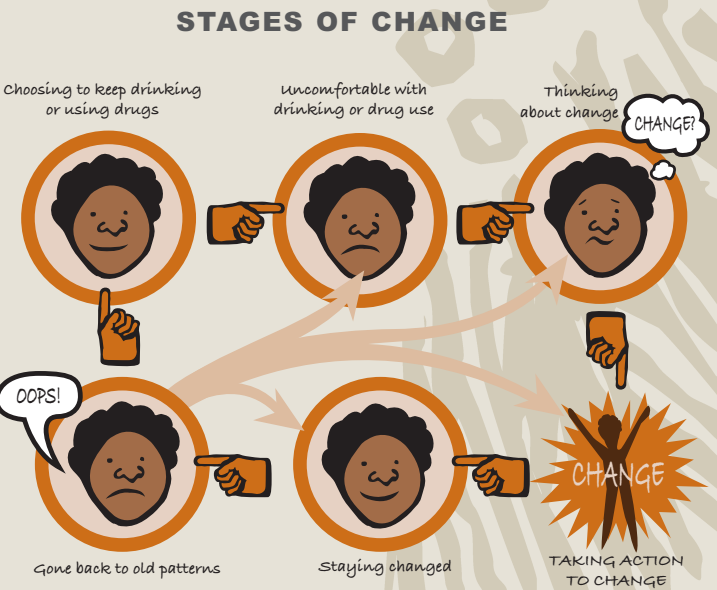 STAGES OF CHANGE
Choosing to keep drinking
or using drugs
Uncomfortable with
drinking or drug use
Thinking
about change
CHANGE?
OOPS!
Gone back to old patterns
Staying changed
CHANGE
TAKING ACTION
TO CHANGE